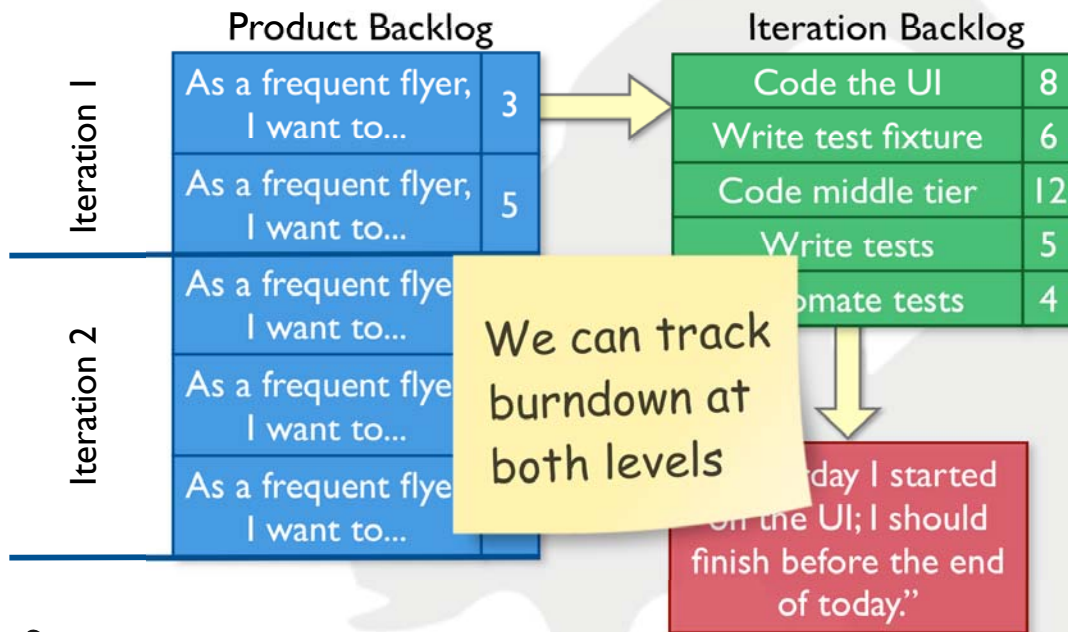 Product Backlog
Iteration 1
As a frequent flyer,
I want to...
3
As a frequent flyer,
I want to...
5
Iteration 2
As a frequent flye
I want to...
As a frequent flye
I want to...
As a frequent flye
I want to...
Iteration Backlog
Code the UI
8
Write test fixture
6
Code middle tier
12
Write tests
5
omate tests
4
We can track
burndown at
both levels
rday I started
on the UI; I should
finish before the end
of today.”